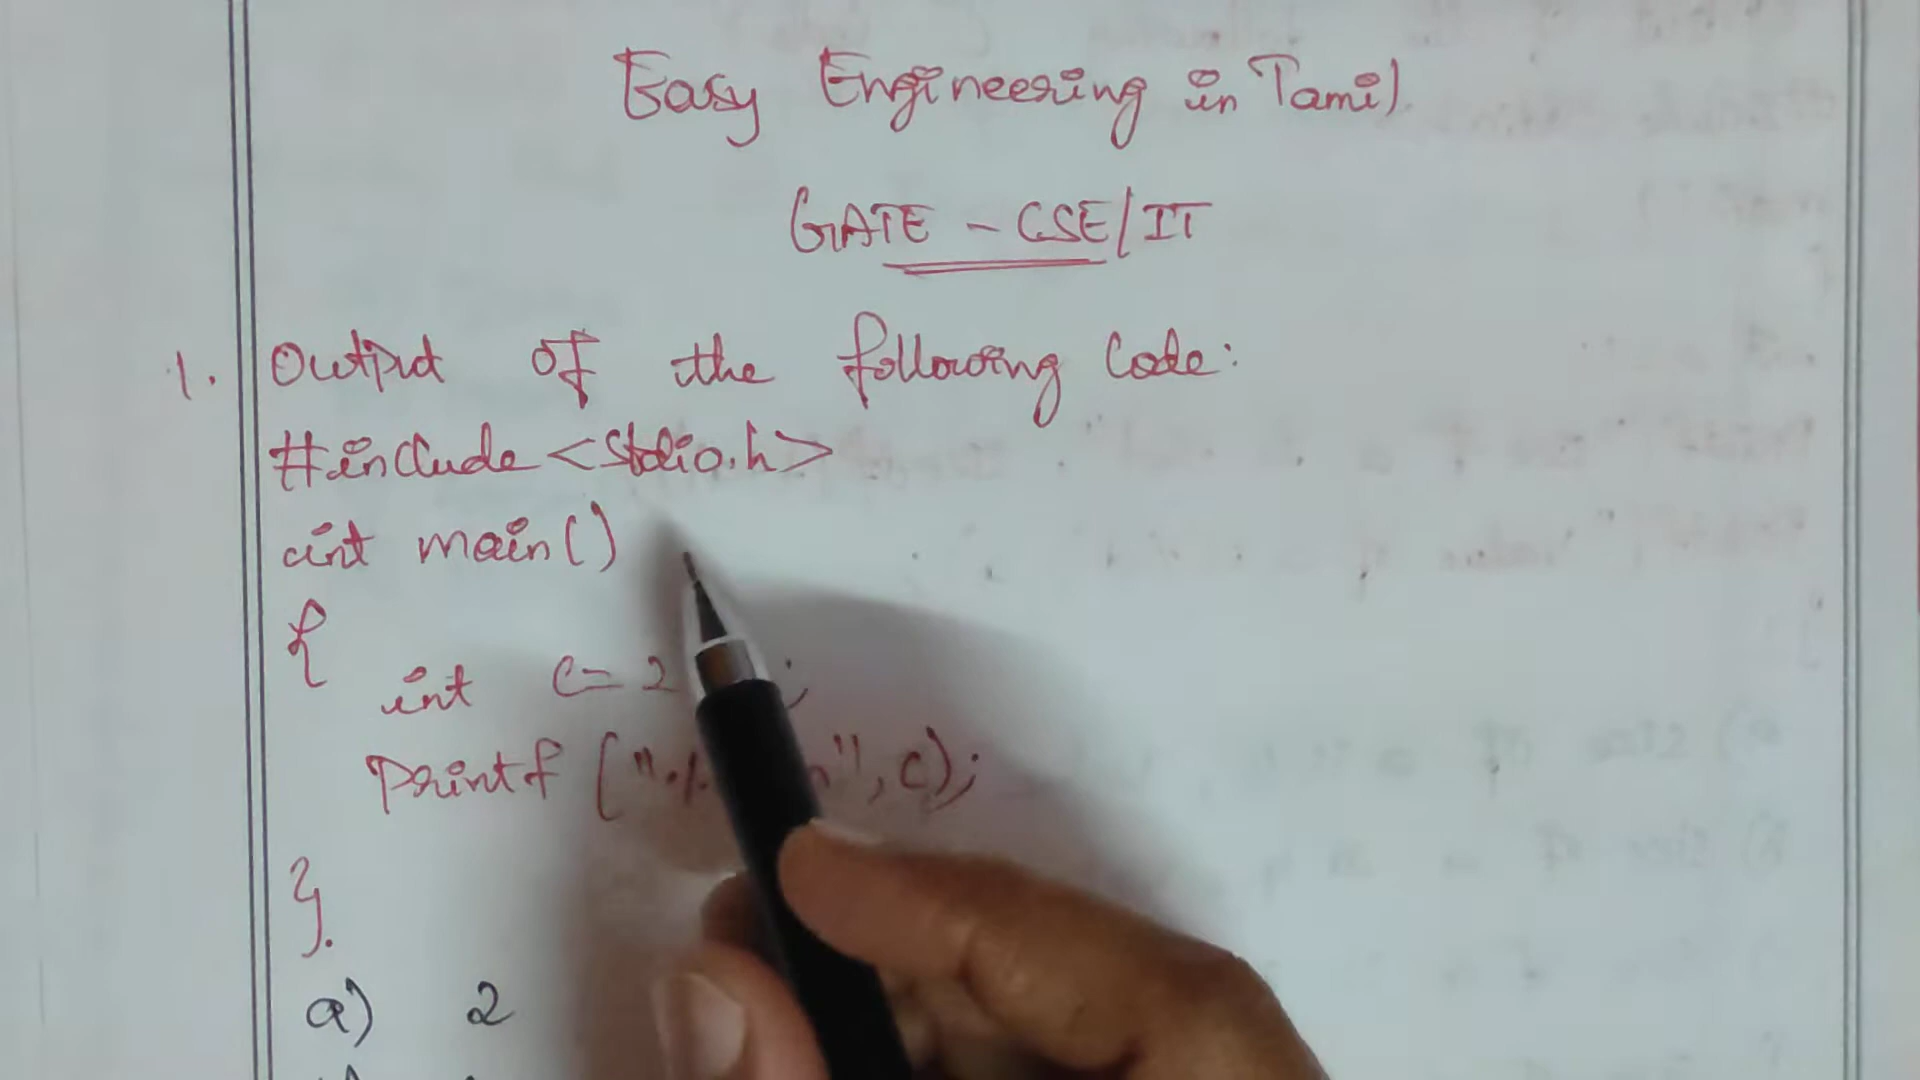 Easy Engineering in Tamil
GATE - CSE/IT
1. Output of the following Code:
#include <stdio.h>
int main()
{
int c= 2 ;
printf ("% n", c);
}.
a) 2